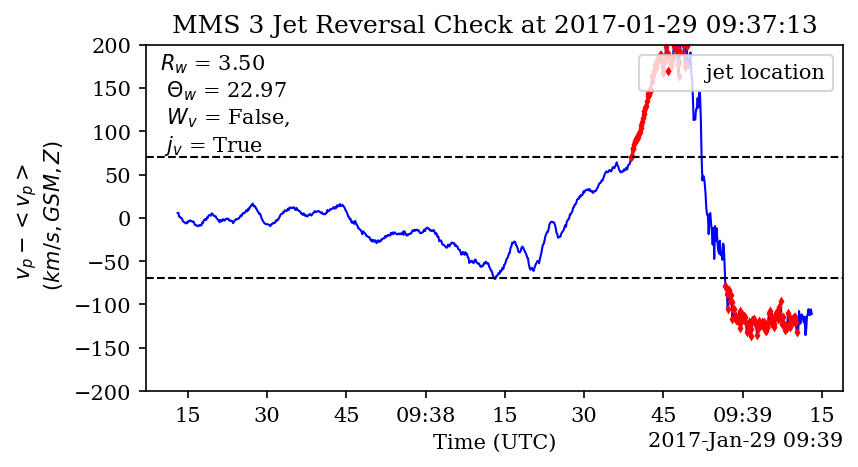 MMS 3 Jet Reversal Check at 2017-01-29 09:37:13
R_w = 3.50
Θ_w = 22.97
W_v = False,
j_v = True
jet location
v_p − <v_p>
(km/s, GSM, Z)
200
150
100
50
0
−50
−100
−150
−200
15 30 45 09:38 15 30 45 09:39 15
Time (UTC)
2017-Jan-29 09:39